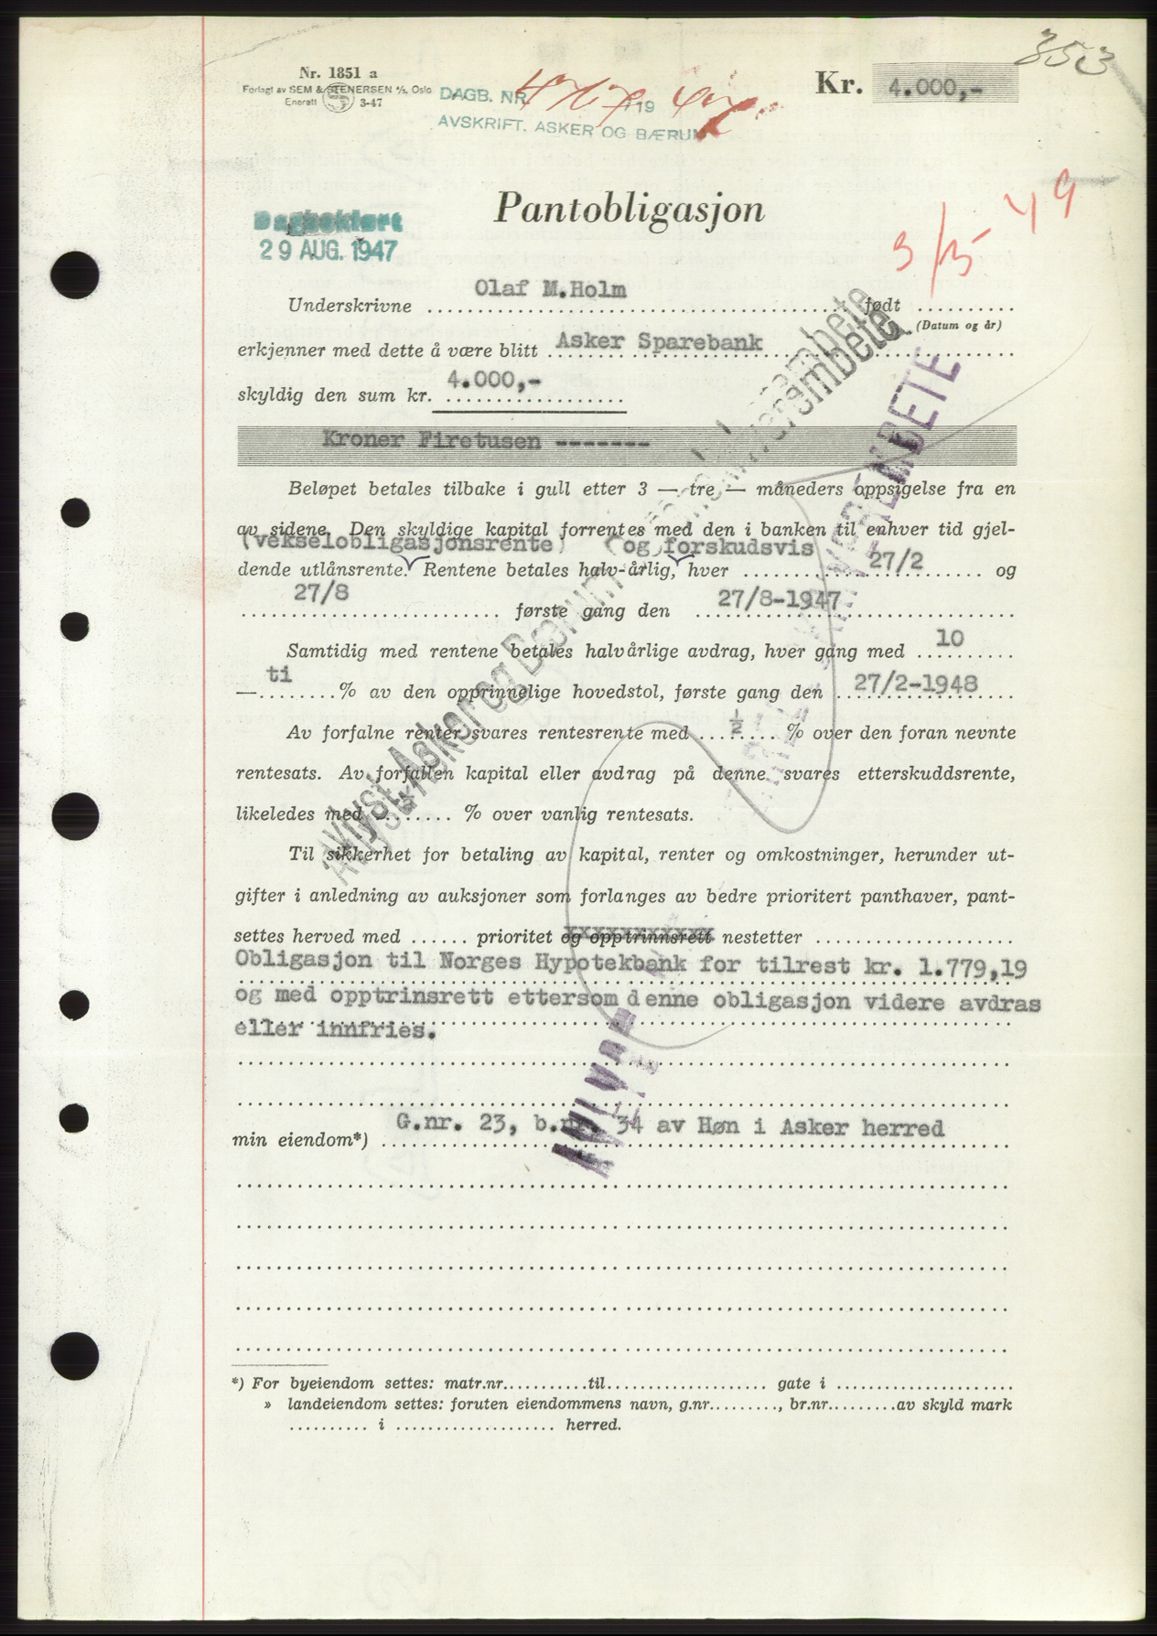 353
Nr. 1851 a
Forlagt av SEM & STENERSEN A/S, Oslo
Enerett S 3-47
DAGB. NR. 19
AVSKRIFT. ASKER OG BÆRUM
Kr. 4.000,-
Pantobligasjon
Dagbokført
29 AUG. 1947
3/5-49
Underskrivne Olaf M.Holm født
(Datum og år)
erkjenner med dette å være blitt Asker Sparebank
skyldig den sum kr. 4.000,-
Kroner Firetusen -------
Beløpet betales tilbake i gull etter 3 — tre — måneders oppsigelse fra en
av sidene. Den skyldige kapital forrentes med den i banken til enhver tid gjel-
(vekselobligasjonsrente) og forskudsvis
dende utlånsrente. Rentene betales halv-årlig, hver 27/2 og
27/8 første gang den 27/8-1947
Samtidig med rentene betales halvårlige avdrag, hver gang med 10
— ti % av den opprinnelige hovedstol, første gang den 27/2-1948
Av forfalne renter svares rentesrente med ½ % over den foran nevnte
rentesats. Av forfallen kapital eller avdrag på denne svares etterskuddsrente,
likeledes med % over vanlig rentesats.
Til sikkerhet for betaling av kapital, renter og omkostninger, herunder ut-
gifter i anledning av auksjoner som forlanges av bedre prioritert panthaver, pant-
settes herved med ...... prioritet og opptrinnsrett nestetter
Obligasjon til Norges Hypotekbank for tilrest kr. 1.779,19
og med opptrinsrett ettersom denne obligasjon videre avdras
eller innfries.
min eiendom*) G.nr. 23, b.nr. 34 av Høn i Asker herred
*) For byeiendom settes: matr.nr...........til.................... gate i ......................
» landeiendom settes: foruten eiendommens navn, g.nr.........., br.nr.........av skyld mark
.......... i .................... herred.
Avlyst Asker og Bærum